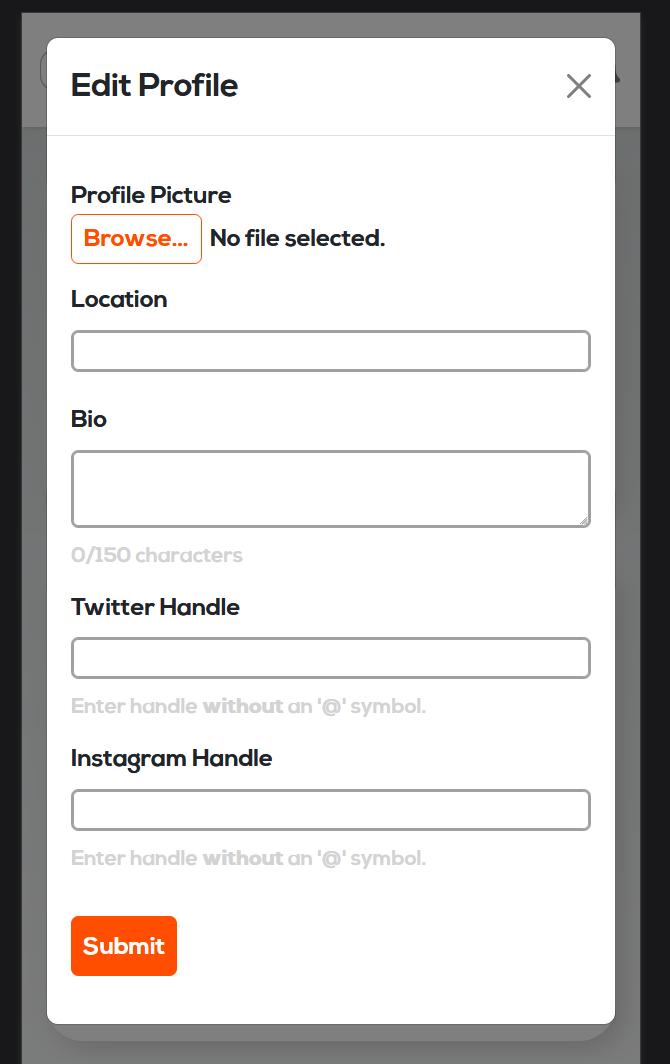 Edit Profile
Profile Picture
Browse... No file selected.
Location
Bio
0/150 characters
Twitter Handle
Enter handle without an '@' symbol.
Instagram Handle
Enter handle without an '@' symbol.
Submit